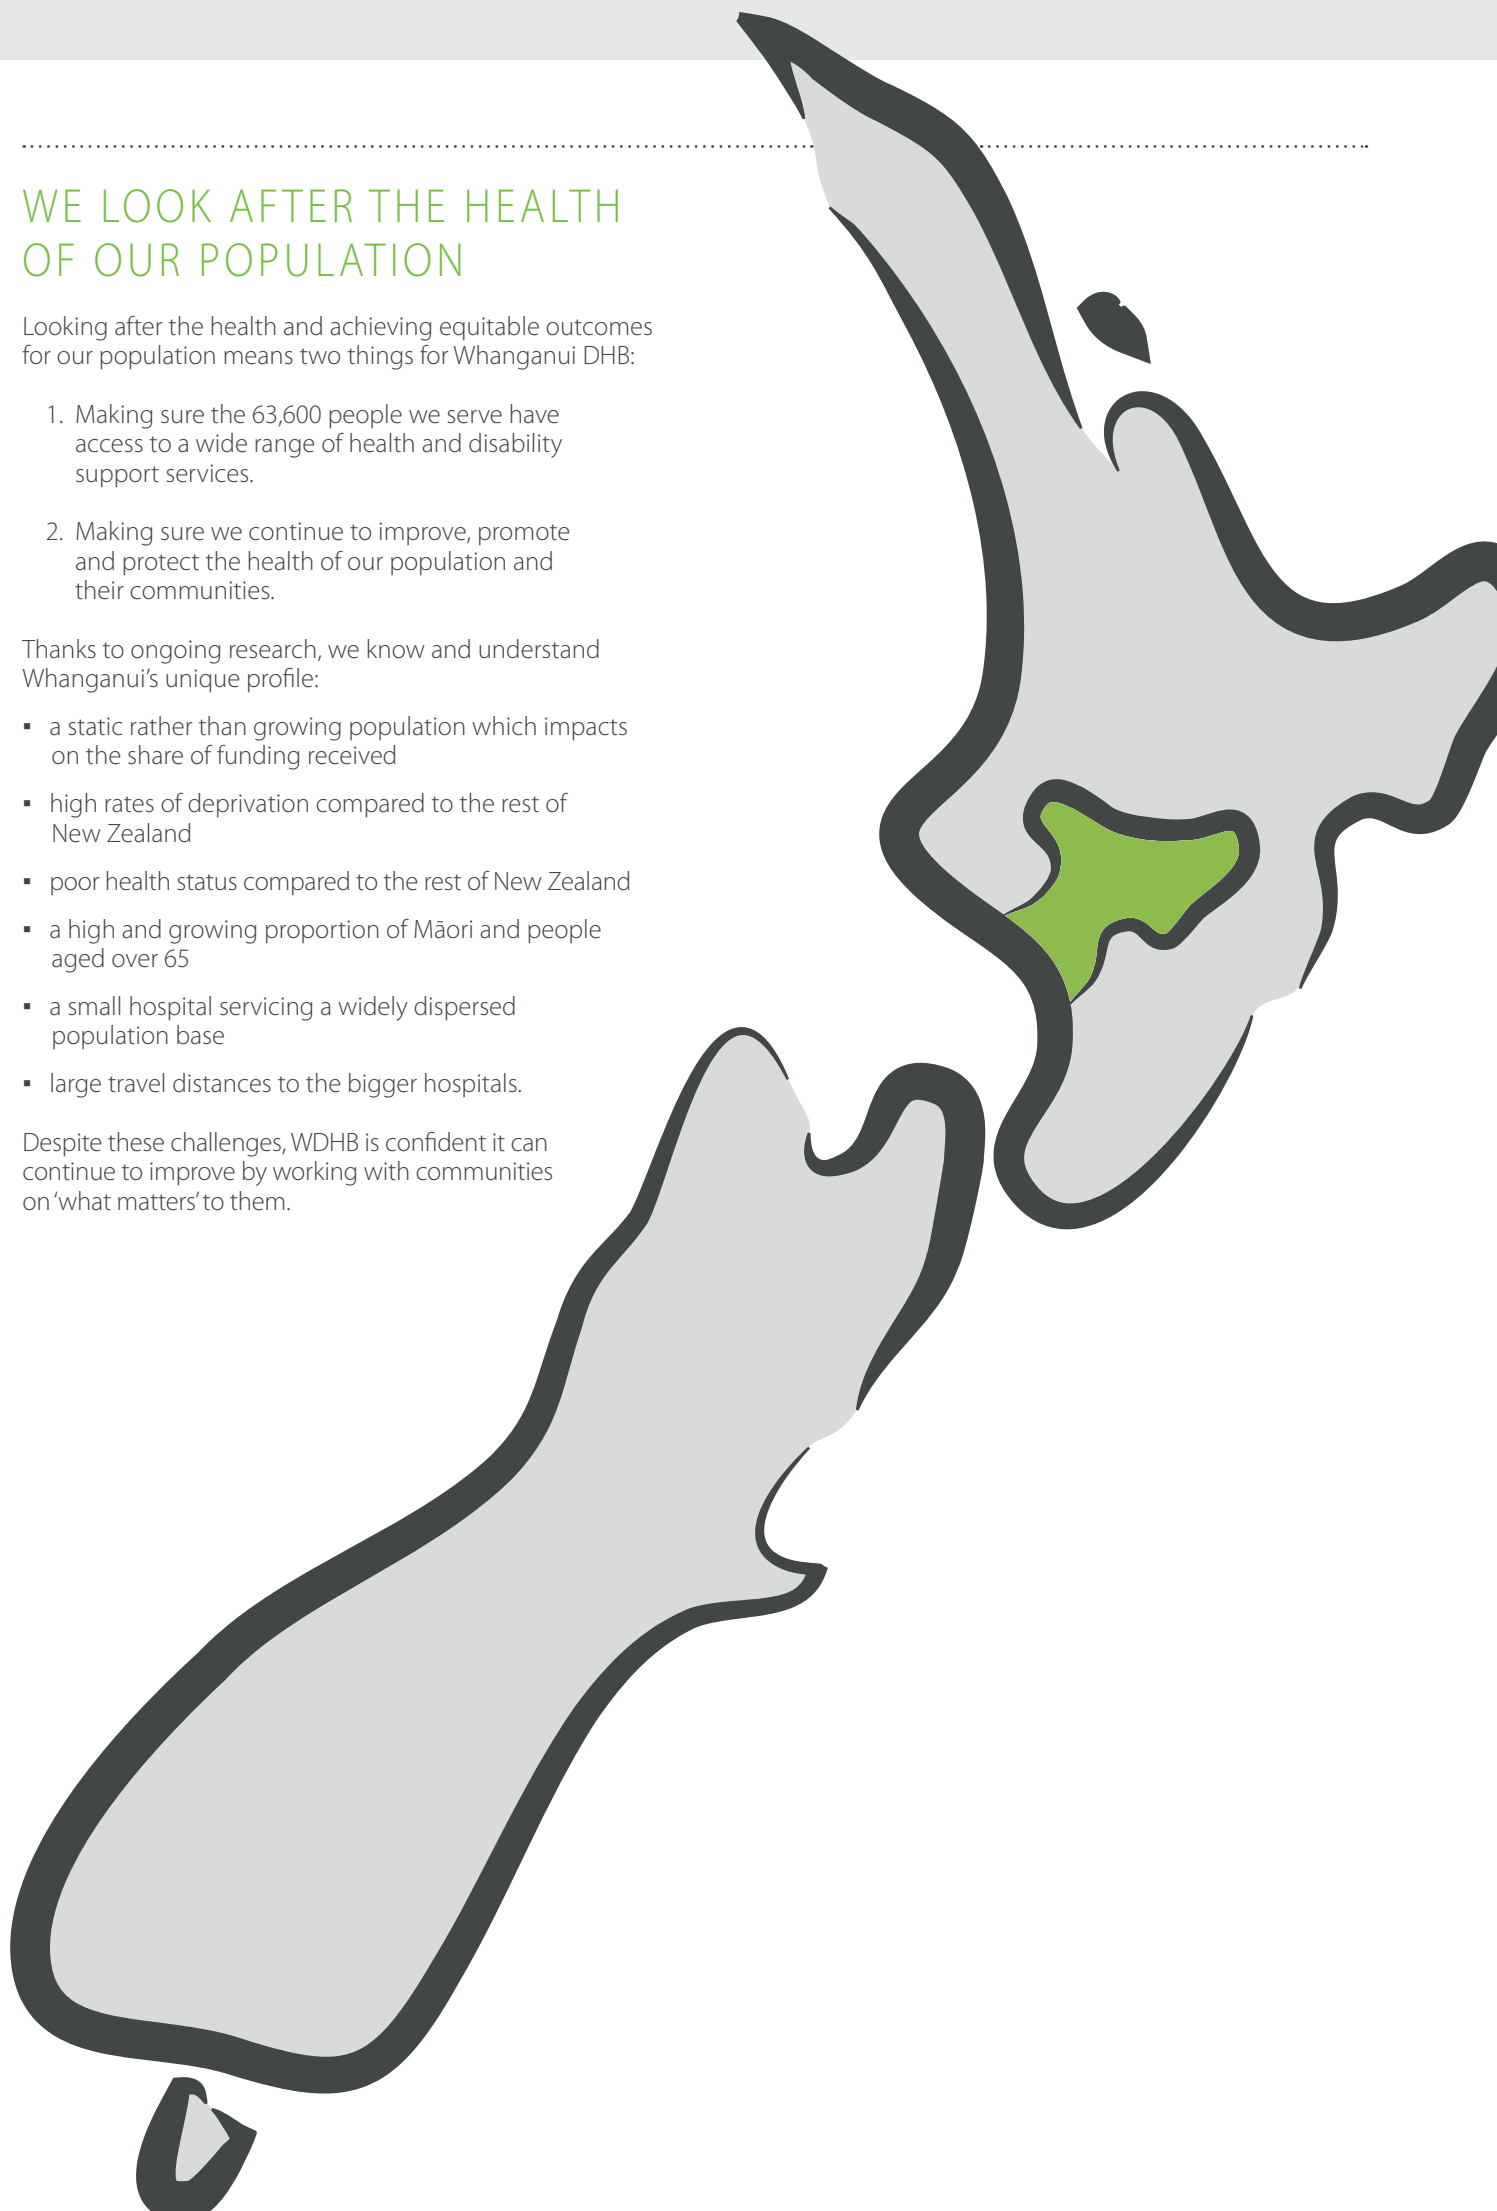 WE LOOK AFTER THE HEALTH
OF OUR POPULATION
Looking after the health and achieving equitable outcomes
for our population means two things for Whanganui DHB:
1. Making sure the 63,600 people we serve have
access to a wide range of health and disability
support services.
2. Making sure we continue to improve, promote
and protect the health of our population and
their communities.
Thanks to ongoing research, we know and understand
Whanganui’s unique profile:
▪ a static rather than growing population which impacts
on the share of funding received
▪ high rates of deprivation compared to the rest of
New Zealand
▪ poor health status compared to the rest of New Zealand
▪ a high and growing proportion of Māori and people
aged over 65
▪ a small hospital servicing a widely dispersed
population base
▪ large travel distances to the bigger hospitals.
Despite these challenges, WDHB is confident it can
continue to improve by working with communities
on ‘what matters’ to them.